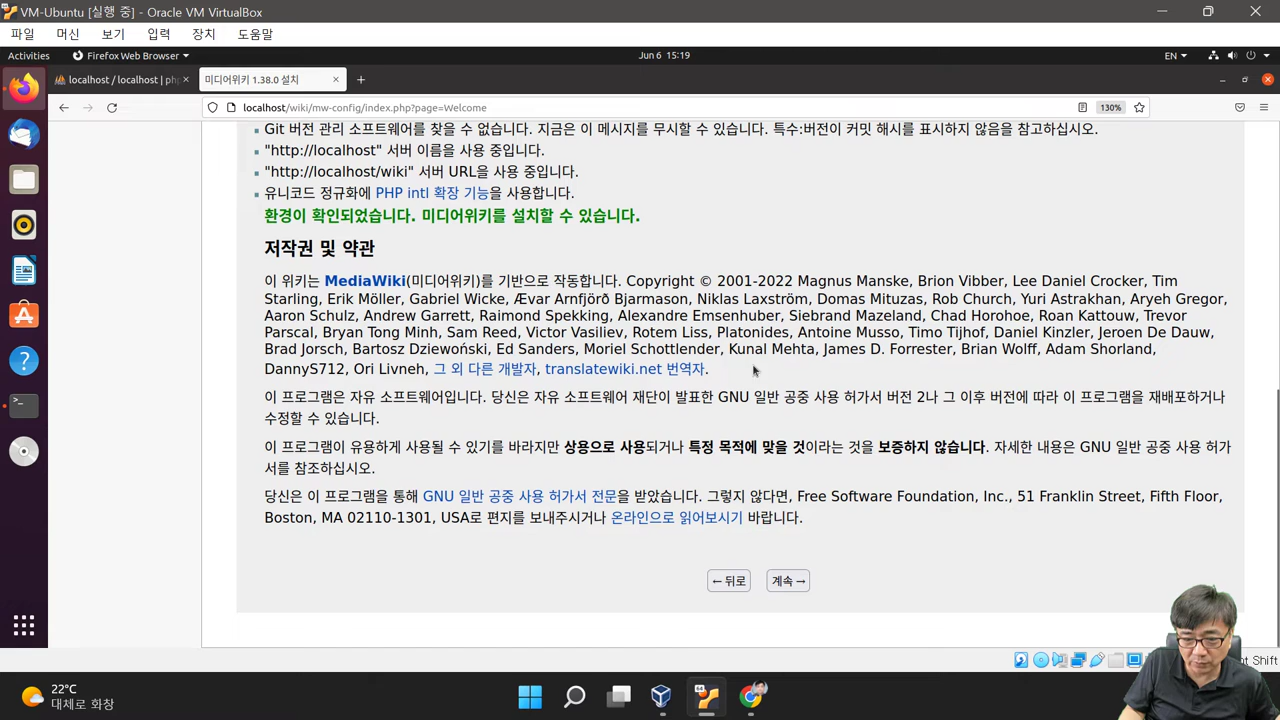 VM-Ubuntu [실행 중] - Oracle VM VirtualBox
파일 머신 보기 입력 장치 도움말
Activities Firefox Web Browser Jun 6 15:19 EN
localhost / localhost | ph 미디어위키 1.38.0 설치
localhost/wiki/mw-config/index.php?page=Welcome 130%
Git 버전 관리 소프트웨어를 찾을 수 없습니다. 지금은 이 메시지를 무시할 수 있습니다. 특수:버전이 커밋 해시를 표시하지 않음을 참고하십시오.
"http://localhost" 서버 이름을 사용 중입니다.
"http://localhost/wiki" 서버 URL을 사용 중입니다.
유니코드 정규화에 PHP intl 확장 기능을 사용합니다.
환경이 확인되었습니다. 미디어위키를 설치할 수 있습니다.
저작권 및 약관
이 위키는 MediaWiki(미디어위키)를 기반으로 작동합니다. Copyright © 2001-2022 Magnus Manske, Brion Vibber, Lee Daniel Crocker, Tim
Starling, Erik Möller, Gabriel Wicke, Ævar Arnfjörð Bjarmason, Niklas Laxström, Domas Mituzas, Rob Church, Yuri Astrakhan, Aryeh Gregor,
Aaron Schulz, Andrew Garrett, Raimond Spekking, Alexandre Emsenhuber, Siebrand Mazeland, Chad Horohoe, Roan Kattouw, Trevor
Parscal, Bryan Tong Minh, Sam Reed, Victor Vasiliev, Rotem Liss, Platonides, Antoine Musso, Timo Tijhof, Daniel Kinzler, Jeroen De Dauw,
Brad Jorsch, Bartosz Dziewoński, Ed Sanders, Moriel Schottlender, Kunal Mehta, James D. Forrester, Brian Wolff, Adam Shorland,
DannyS712, Ori Livneh, 그 외 다른 개발자, translatewiki.net 번역자.
이 프로그램은 자유 소프트웨어입니다. 당신은 자유 소프트웨어 재단이 발표한 GNU 일반 공중 사용 허가서 버전 2나 그 이후 버전에 따라 이 프로그램을 재배포하거나
수정할 수 있습니다.
이 프로그램이 유용하게 사용될 수 있기를 바라지만 상용으로 사용되거나 특정 목적에 맞을 것이라는 것을 보증하지 않습니다. 자세한 내용은 GNU 일반 공중 사용 허가
서를 참조하십시오.
당신은 이 프로그램을 통해 GNU 일반 공중 사용 허가서 전문을 받았습니다. 그렇지 않다면, Free Software Foundation, Inc., 51 Franklin Street, Fifth Floor,
Boston, MA 02110-1301, USA로 편지를 보내주시거나 온라인으로 읽어보시기 바랍니다.
← 뒤로 계속 →
Shift
22°C
대체로 화창